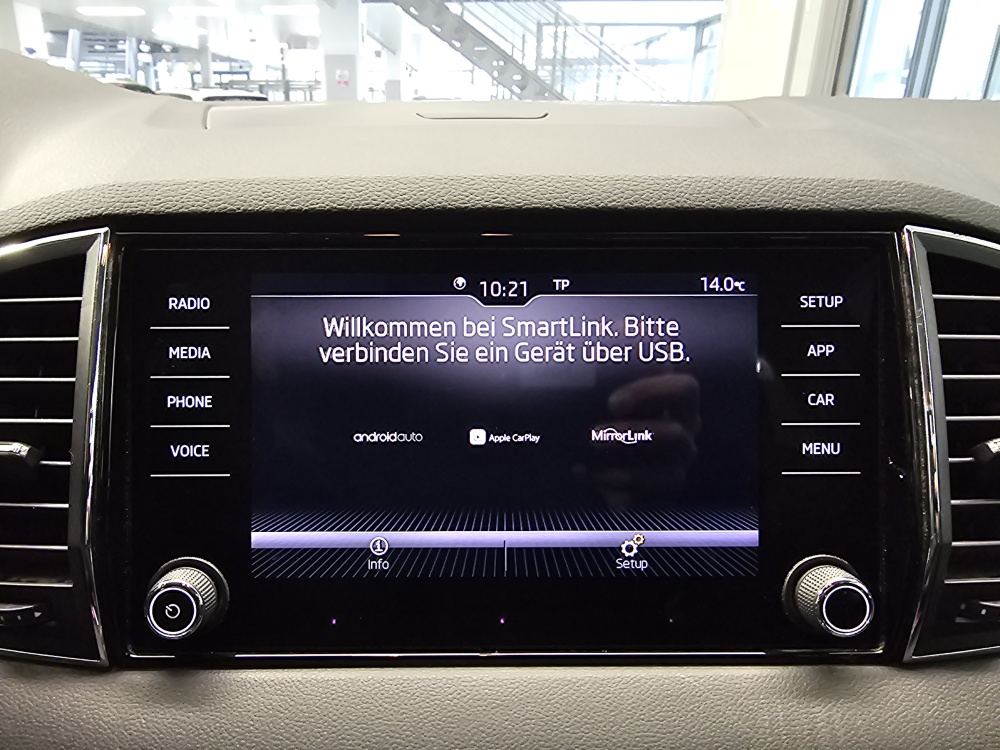 10:21 TP 14.0°C
RADIO
MEDIA
PHONE
VOICE
Willkommen bei SmartLink. Bitte
verbinden Sie ein Gerät über USB.
androidauto Apple CarPlay MirrorLink
Info Setup
SETUP
APP
CAR
MENU